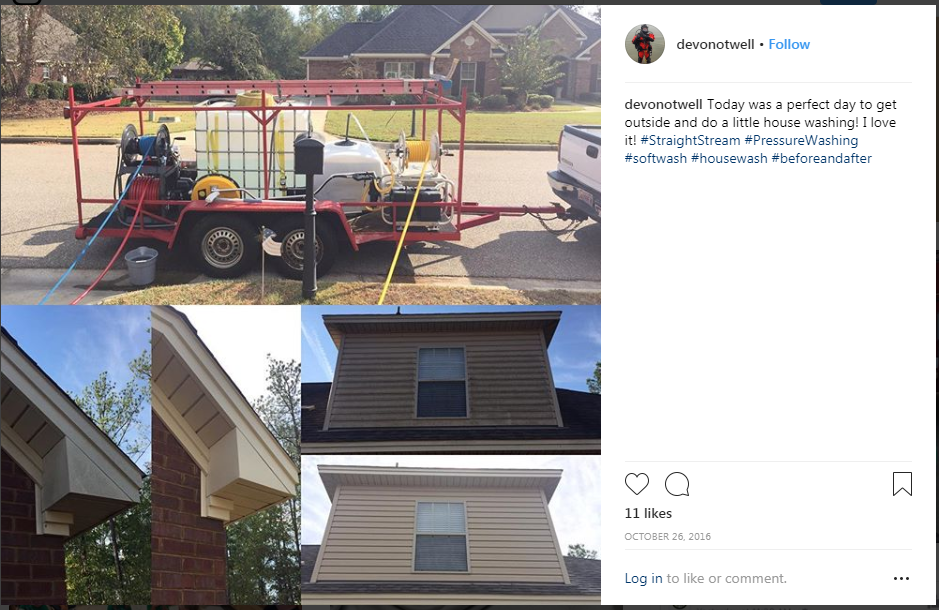 devonotwell • Follow
devonotwell Today was a perfect day to get
outside and do a little house washing! I love
it! #StraightStream #PressureWashing
#softwash #housewash #beforeandafter
11 likes
OCTOBER 26, 2016
Log in to like or comment.